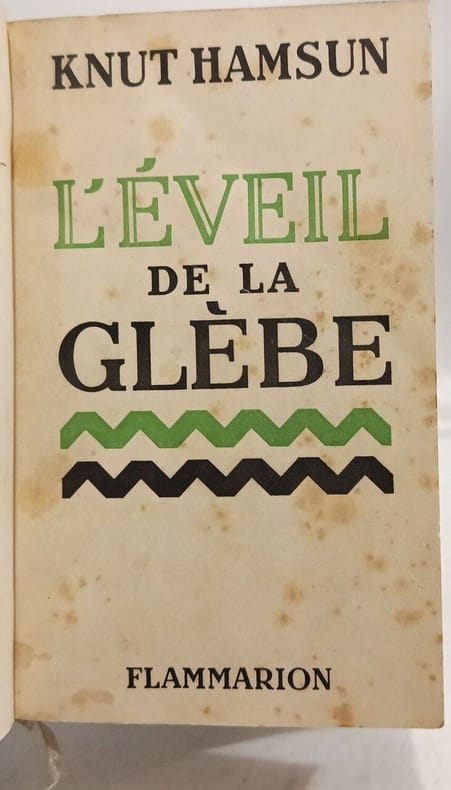 KNUT HAMSUN
L'ÉVEIL
DE LA
GLÈBE
FLAMMARION